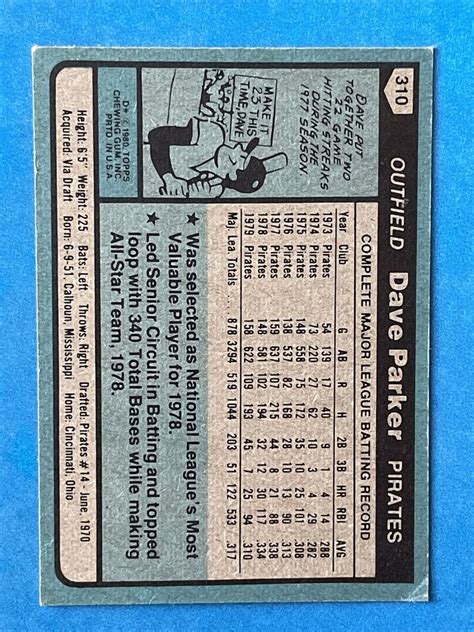 310
OUTFIELD Dave Parker PIRATES
DAVE PUT
TOGETHER TWO
22-GAME
HITTING STREAKS
DURING THE
1977 SEASON
MAKE IT
23 THIS
TIME, DAVE
D* © 1980 TOPPS
CHEWING GUM INC.
PRTD IN U.S.A.
COMPLETE MAJOR LEAGUE BATTING RECORD
Year Club G AB R H 2B 3B HR RBI AVG
1973 Pirates 54 139 17 40 9 1 4 14 .288
1974 Pirates 73 220 27 62 10 3 4 29 .282
1975 Pirates 148 558 75 172 35 10 25 101 .308
1976 Pirates 138 537 82 168 28 10 13 90 .313
1977 Pirates 159 637 107 215 44 8 21 88 .338
1978 Pirates 148 581 102 194 32 12 30 117 .334
1979 Pirates 158 622 109 193 45 7 25 94 .310
Maj. Lea Totals ... 878 3294 519 1044 203 51 122 533 .317
★ Was selected as National League's Most
Valuable Player for 1978.
★ Led Senior Circuit in Batting and topped
loop with 340 Total Bases while making
All-Star Team, 1978.
Height: 6'5" Weight: 225 Bats: Left Throws: Right Drafted: Pirates #14 - June, 1970
Acquired: Via Draft Born: 6-9-51, Calhoun, Mississippi Home: Cincinnati, Ohio